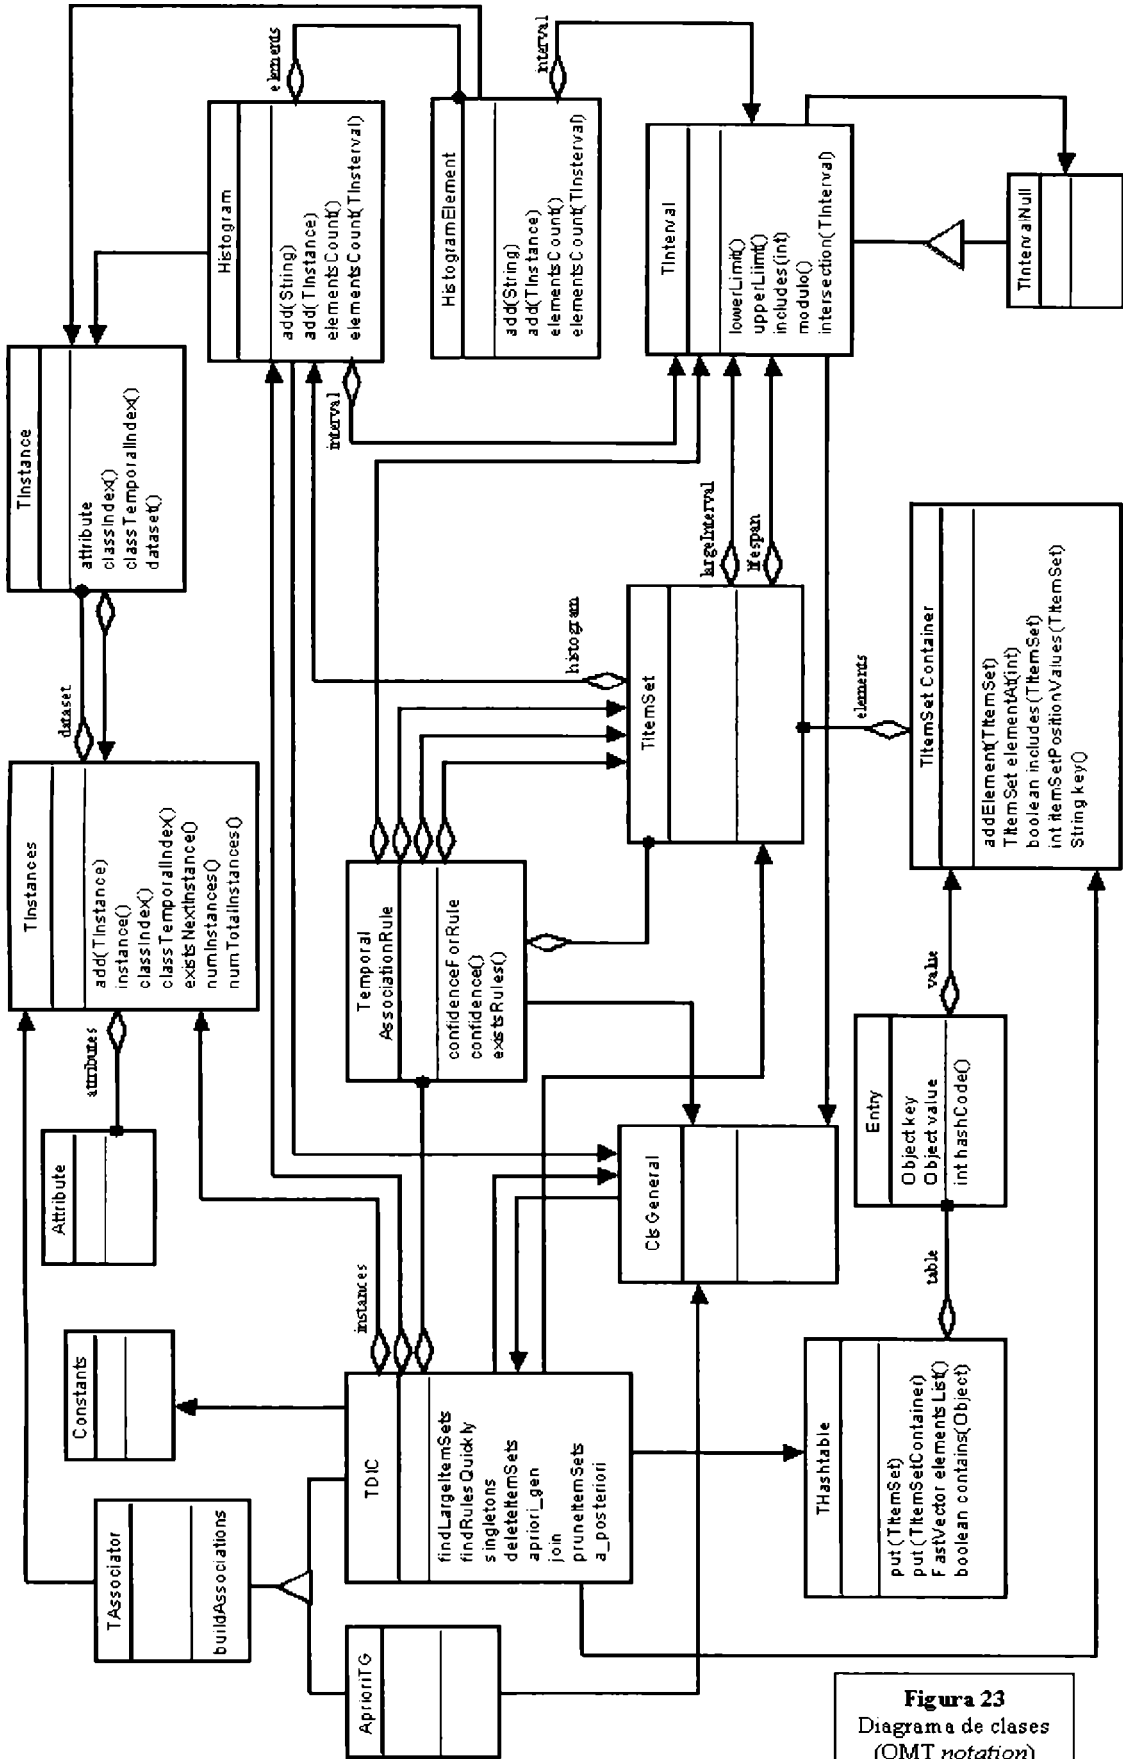 TAssociator
buildAssociations
AprioriTG
Constants
TDIC
findLargeItemSets
findRulesQuickly
singletons
deleteItemSets
apriori_gen
join
pruneItemSets
a_posteriori
instances
THashtable
put(TItemSet)
put(TItemSetContainer)
FastVector elementsList()
boolean contains(Object)
table
Attribute
attributes
ClsGeneral
Entry
Object key
Object value
int hashCode()
value
TInstances
add(TInstance)
instance()
classIndex()
classTemporalIndex()
existsNextInstance()
numInstances()
numTotalInstances()
dataset
Temporal
AssociationRule
confidenceForRule
confidence()
existsRules()
TItemSet
histogram
largeInterval
lifespan
elements
TItemSet Container
addElement(TItemSet)
TItemSet elementAt(int)
boolean includes(TItemSet)
int itemSetPositionValues(TItemSet)
String key()
TInstance
attribute
classIndex()
classTemporalIndex()
dataset()
Histogram
add(String)
add(TInstance)
elementsCount()
elementsCount(TInsterval)
interval
elements
HistogramElement
add(String)
add(TInstance)
elementsCount()
elementsCount(TInsterval)
interval
TInterval
lowerLimit()
upperLiimt()
includes(int)
modulo()
intersection(TInterval)
TIntervalNull
Figura 23
Diagrama de clases
(OMT notation)